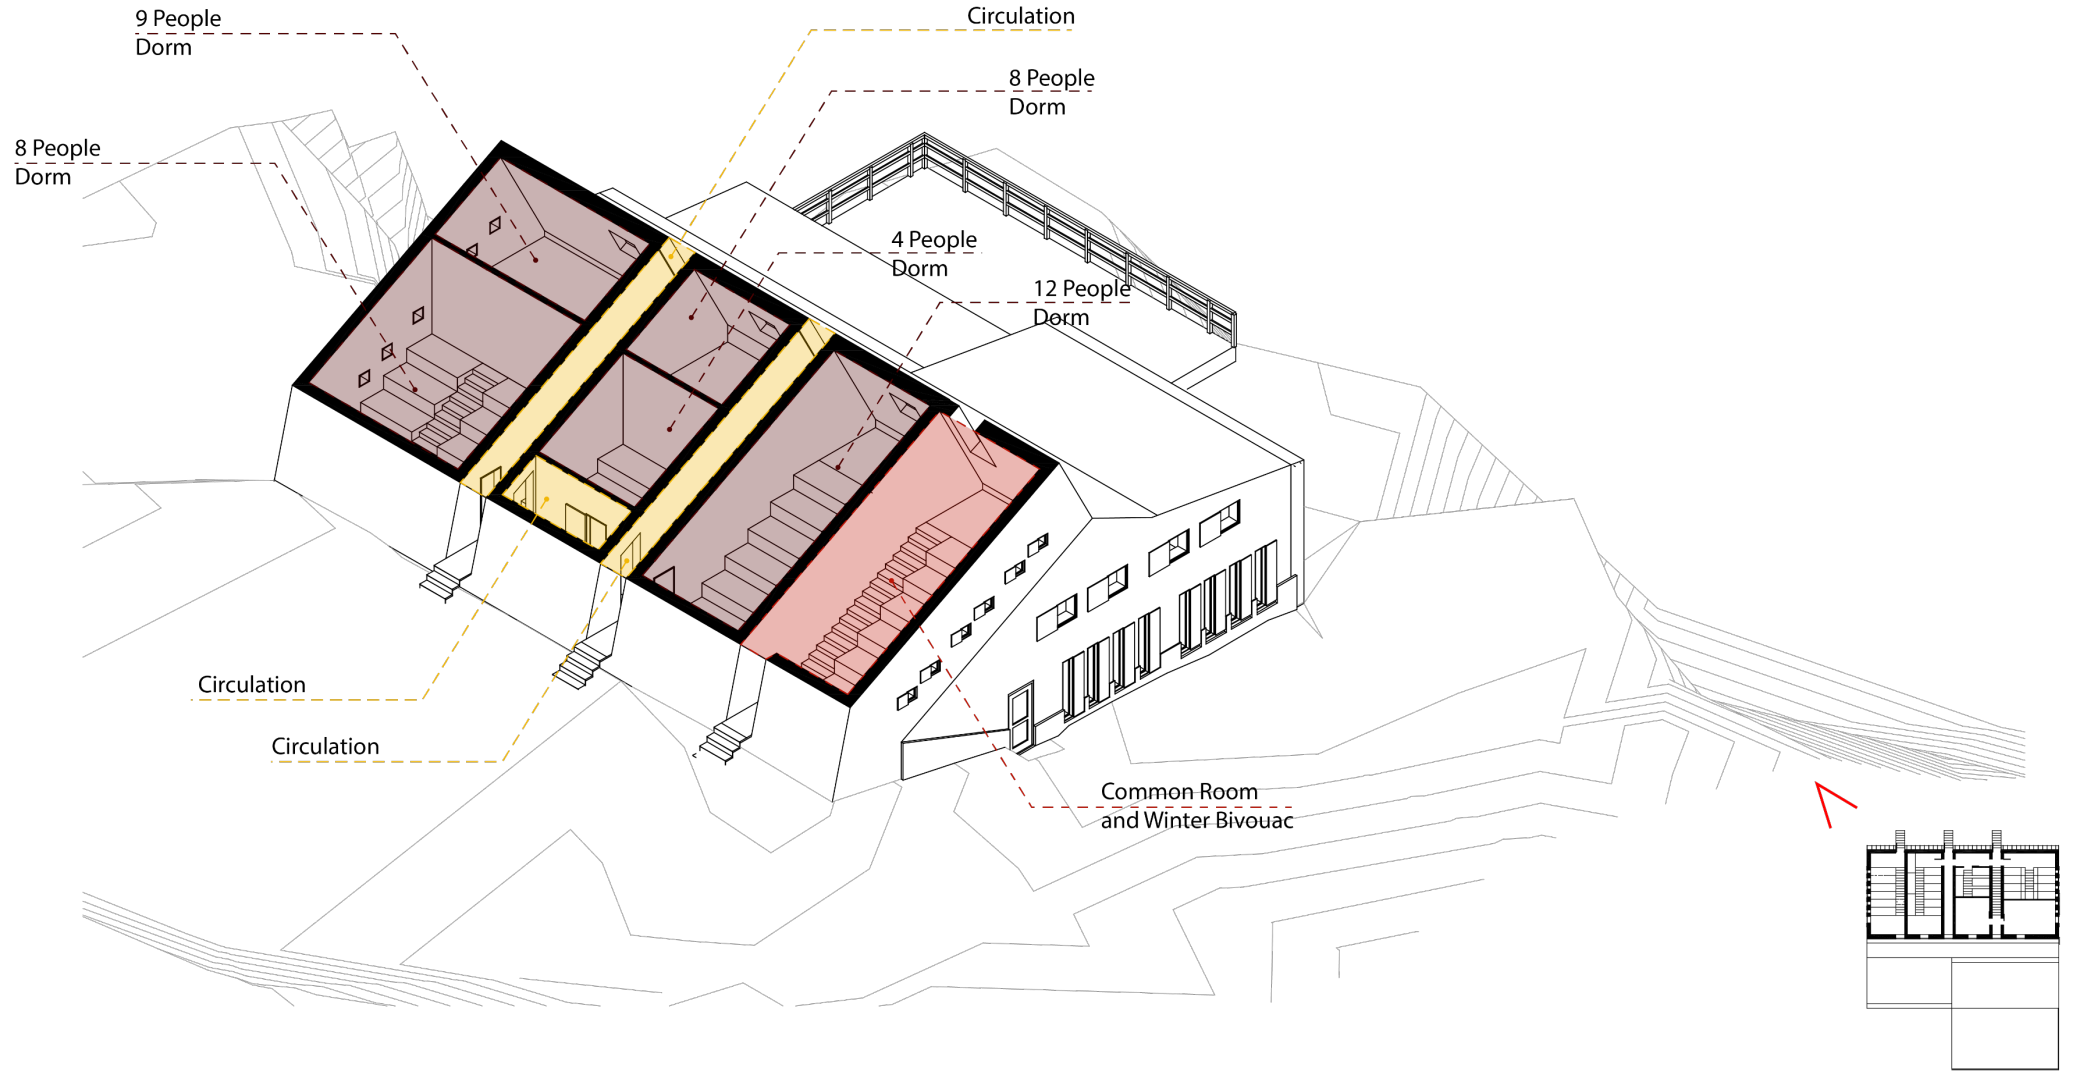 9 People
Dorm
Circulation
8 People
Dorm
8 People
Dorm
4 People
Dorm
12 People
Dorm
Circulation
Circulation
Common Room
and Winter Bivouac